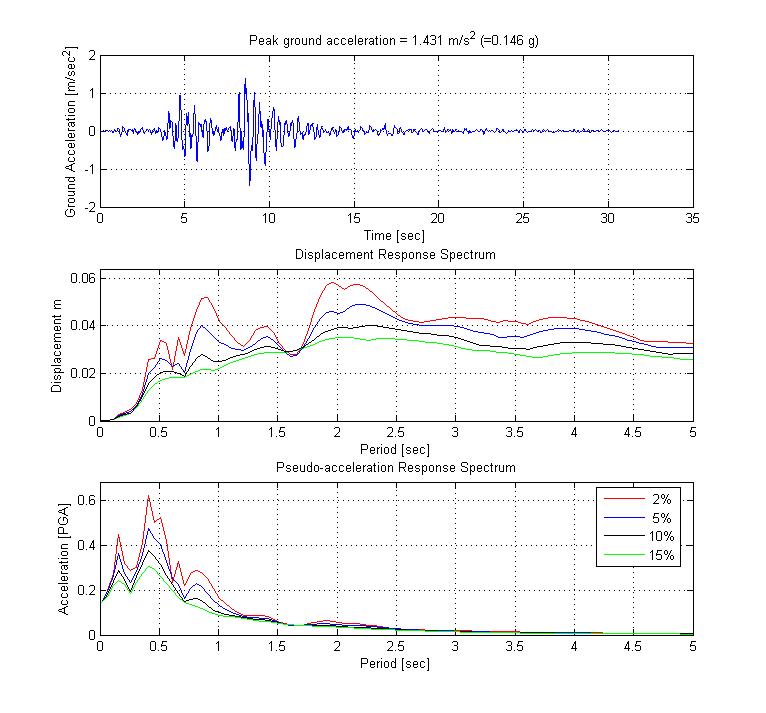 Peak ground acceleration = 1.431 m/s² (=0.146 g)
2
1
0
-1
-2
Ground Acceleration [m/sec²]
0 5 10 15 20 25 30 35
Time [sec]
Displacement Response Spectrum
0.06
0.04
0.02
0
Displacement m
0 0.5 1 1.5 2 2.5 3 3.5 4 4.5 5
Period [sec]
Pseudo-acceleration Response Spectrum
0.6
0.4
0.2
0
Acceleration [PGA]
2%
5%
10%
15%
0 0.5 1 1.5 2 2.5 3 3.5 4 4.5 5
Period [sec]